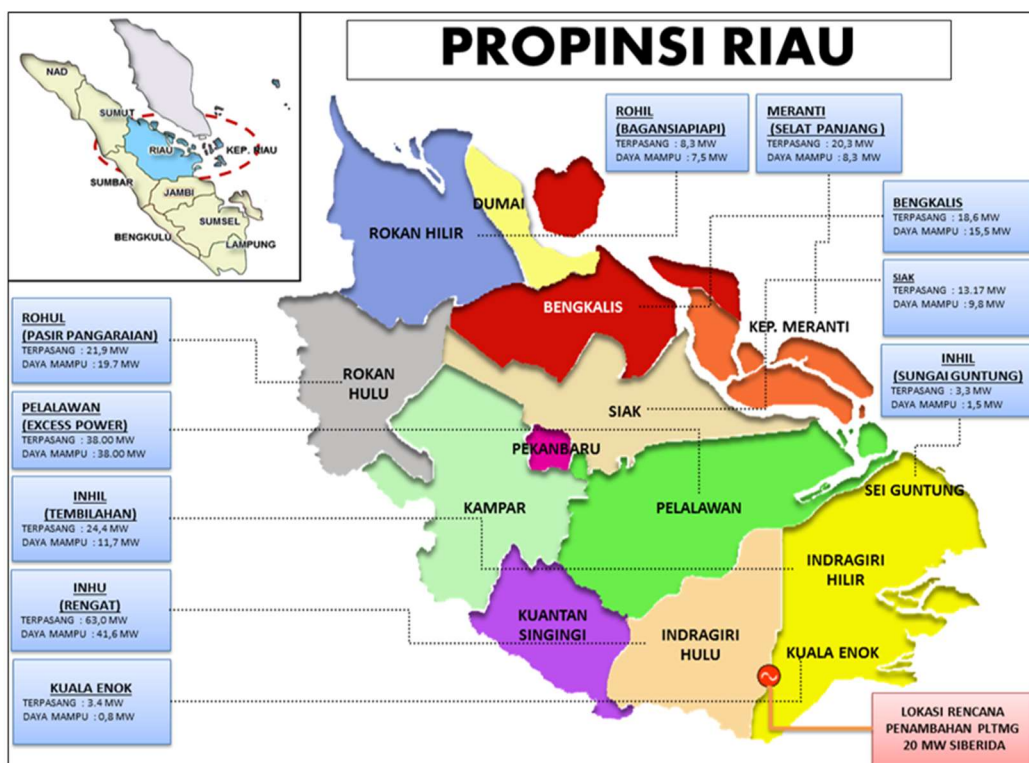 PROPINSI RIAU
NAD
SUMUT
RIAU
KEP. RIAU
SUMBAR
JAMBI
SUMSEL
BENGKULU
LAMPUNG
ROHIL
(BAGANSIAPIAPI)
TERPASANG : 8,3 MW
DAYA MAMPU : 7,5 MW
MERANTI
(SELAT PANJANG )
TERPASANG : 20,3 MW
DAYA MAMPU : 8,3 MW
BENGKALIS
TERPASANG : 18,6 MW
DAYA MAMPU : 15,5 MW
SIAK
TERPASANG : 13.17 MW
DAYA MAMPU : 9,8 MW
INHIL
(SUNGAI GUNTUNG)
TERPASANG : 3,3 MW
DAYA MAMPU : 1,5 MW
ROHUL
(PASIR PANGARAIAN)
TERPASANG : 21,9 MW
DAYA MAMPU : 19.7 MW
PELALAWAN
(EXCESS POWER)
TERPASANG : 38.00 MW
DAYA MAMPU : 38.00 MW
INHIL
(TEMBILAHAN)
TERPASANG : 24,4 MW
DAYA MAMPU : 11,7 MW
INHU
(RENGAT)
TERPASANG : 63,0 MW
DAYA MAMPU : 41,6 MW
KUALA ENOK
TERPASANG : 3.4 MW
DAYA MAMPU : 0,8 MW
DUMAI
ROKAN HILIR
BENGKALIS
KEP. MERANTI
ROKAN
HULU
SIAK
PEKANBARU
KAMPAR
PELALAWAN
SEI GUNTUNG
INDRAGIRI
HILIR
KUANTAN
SINGINGI
INDRAGIRI
HULU
KUALA ENOK
LOKASI RENCANA
PENAMBAHAN PLTMG
20 MW SIBERIDA